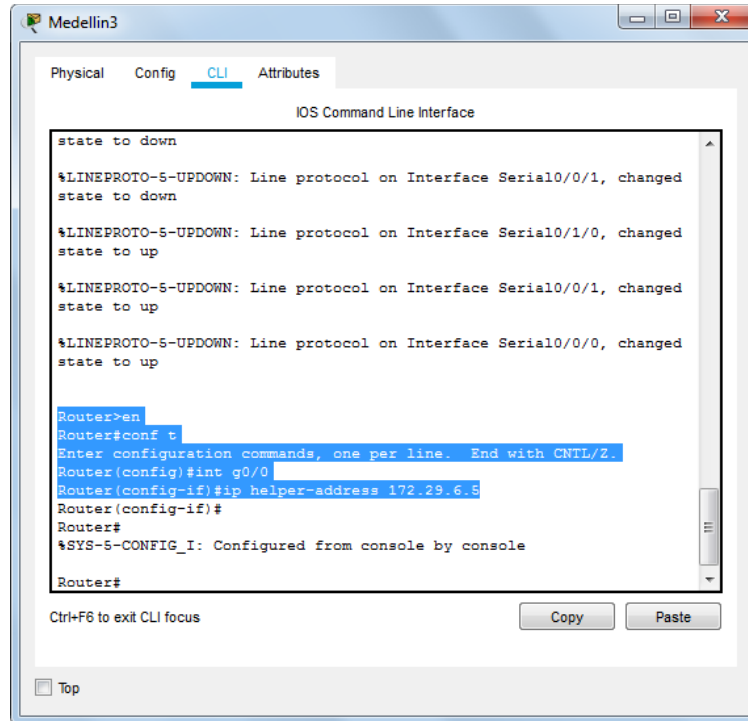 Medellin3
Physical Config CLI Attributes
IOS Command Line Interface
state to down
%LINEPROTO-5-UPDOWN: Line protocol on Interface Serial0/0/1, changed
state to down
%LINEPROTO-5-UPDOWN: Line protocol on Interface Serial0/1/0, changed
state to up
%LINEPROTO-5-UPDOWN: Line protocol on Interface Serial0/0/1, changed
state to up
%LINEPROTO-5-UPDOWN: Line protocol on Interface Serial0/0/0, changed
state to up
Router>en
Router#conf t
Enter configuration commands, one per line.  End with CNTL/Z.
Router(config)#int g0/0
Router(config-if)#ip helper-address 172.29.6.5
Router(config-if)#
Router#
%SYS-5-CONFIG_I: Configured from console by console
Router#
Ctrl+F6 to exit CLI focus Copy Paste
Top